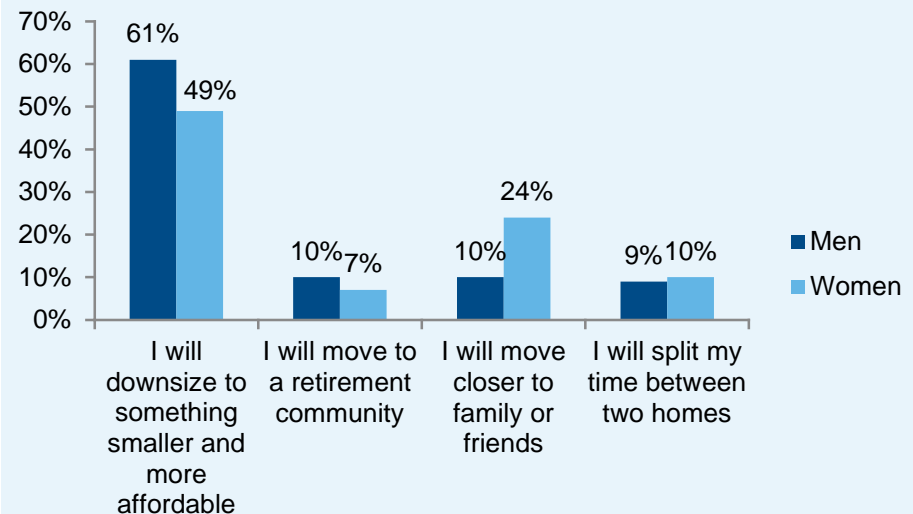 70%
60%
50%
40%
30%
20%
10%
0%
61%
49%
10%
7%
10%
24%
9%
10%
I will
downsize to
something
smaller and
more
affordable
I will move to
a retirement
community
I will move
closer to
family or
friends
I will split my
time between
two homes
Men
Women